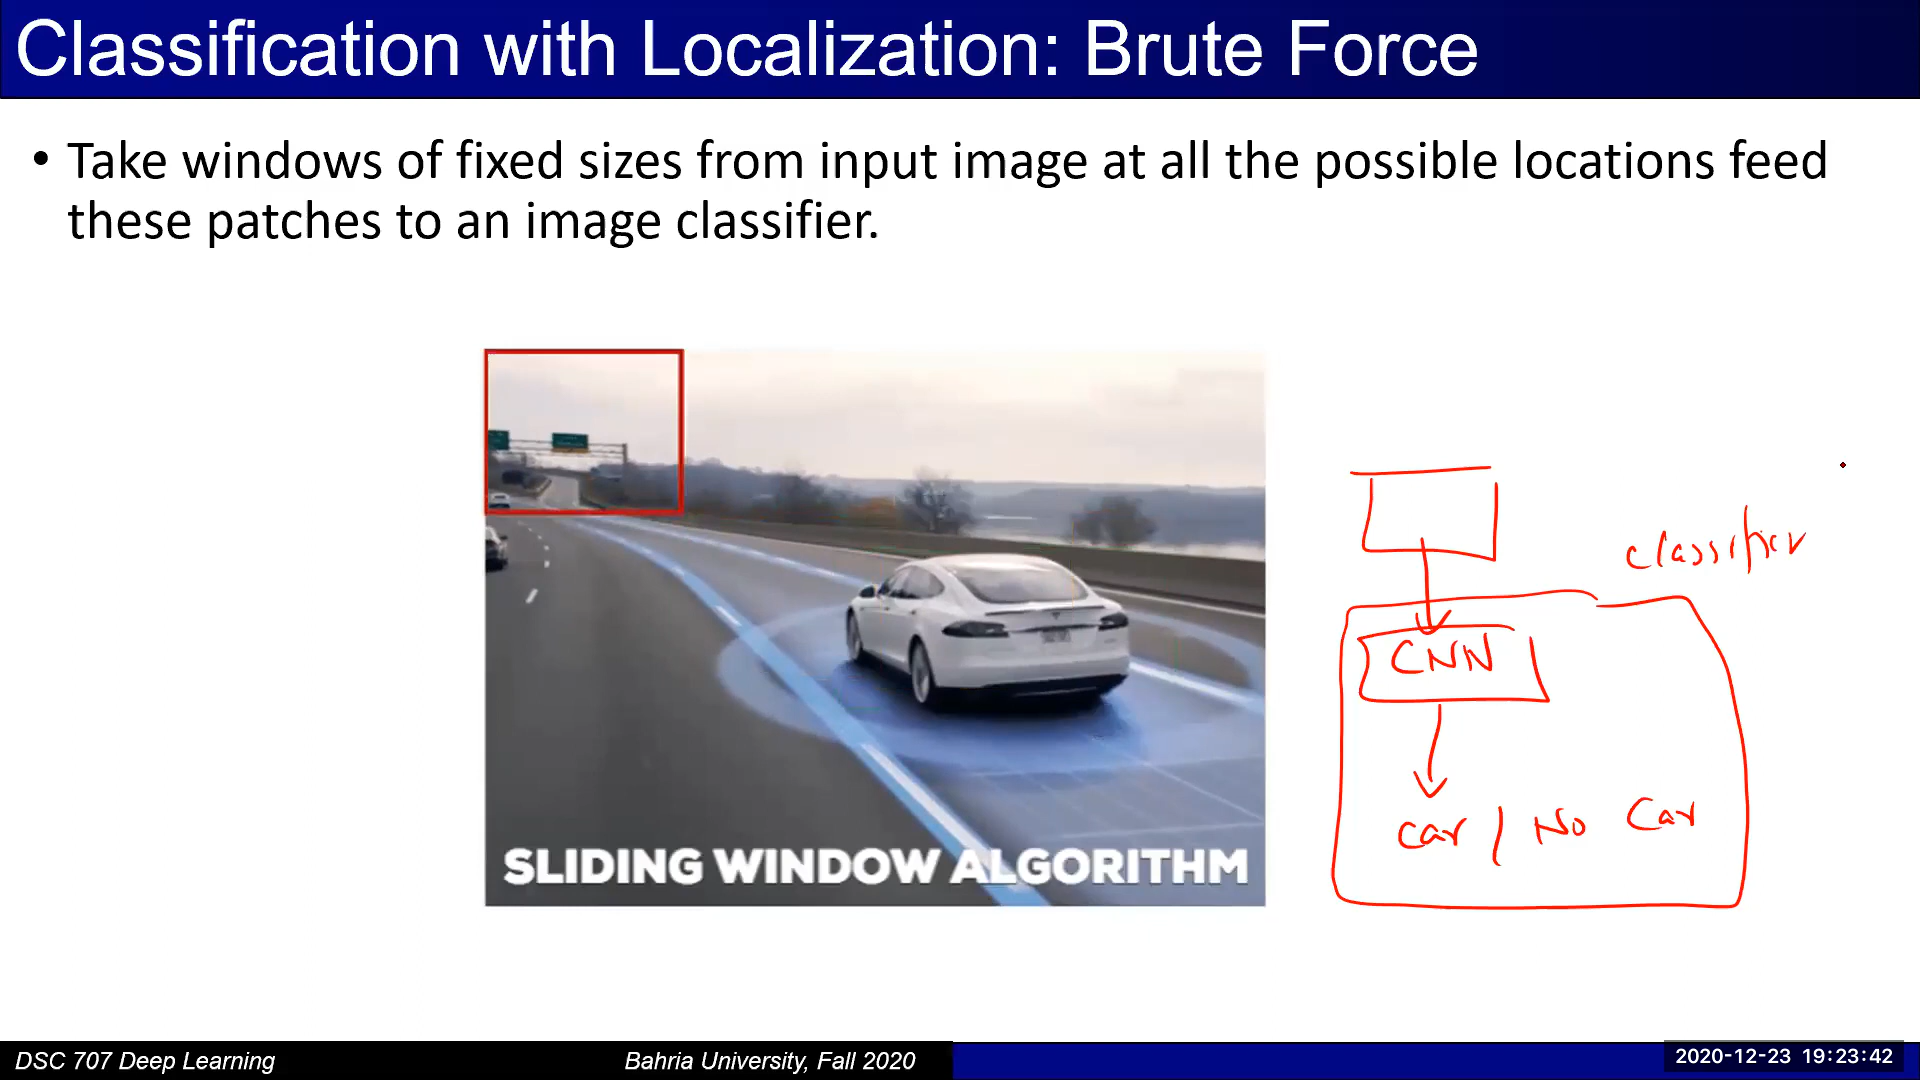 Classification with Localization: Brute Force
• Take windows of fixed sizes from input image at all the possible locations feed
these patches to an image classifier.
classifier
CNN
car / No Car
SLIDING WINDOW ALGORITHM
DSC 707 Deep Learning
Bahria University, Fall 2020
2020-12-23 19:23:42